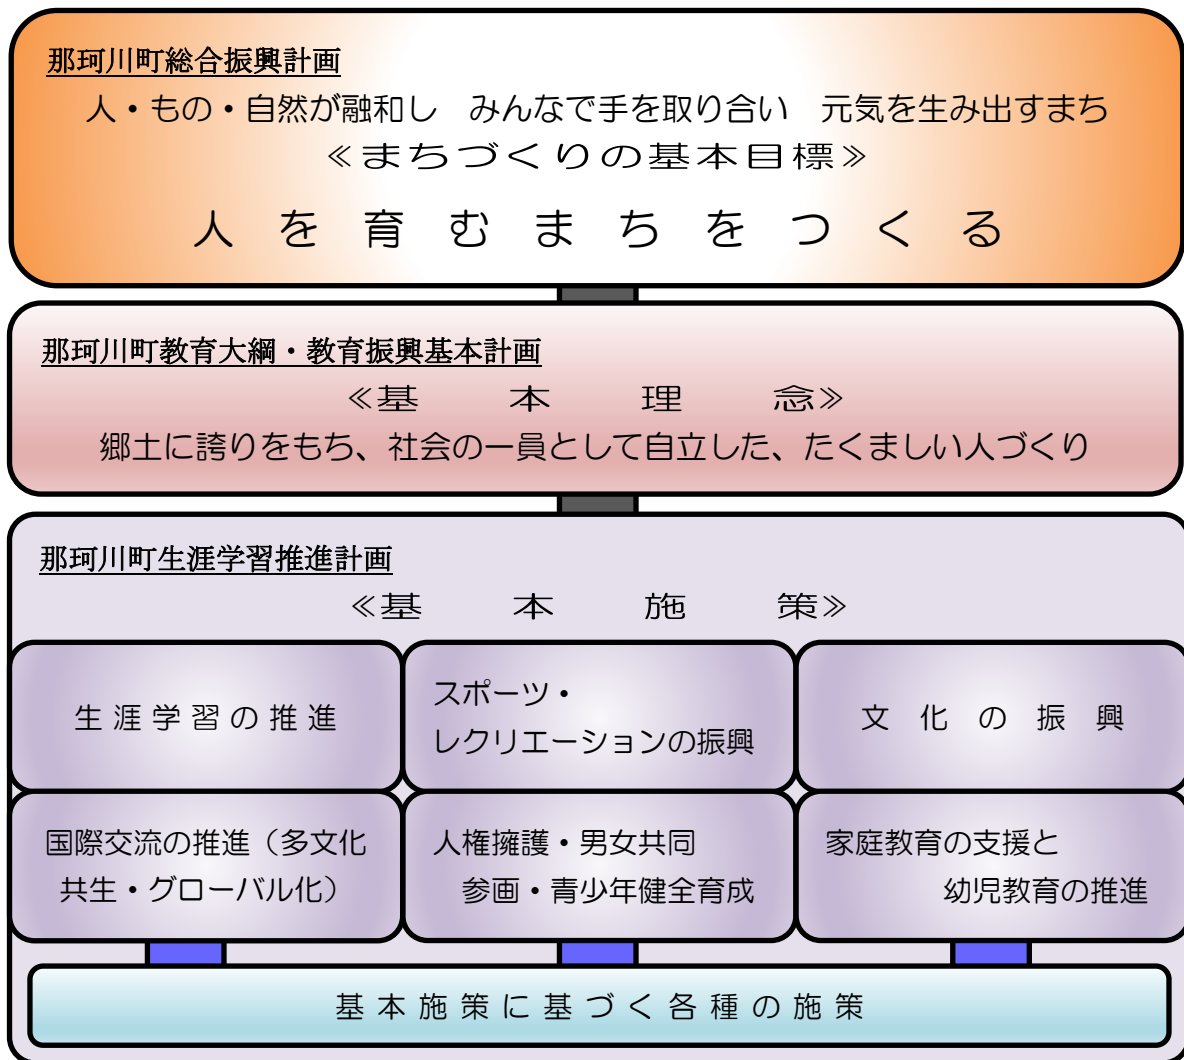 那珂川町総合振興計画
人・もの・自然が融和し　みんなで手を取り合い　元気を生み出すまち
≪まちづくりの基本目標≫
人を育むまちをつくる
那珂川町教育大綱・教育振興基本計画
≪基本理念≫
郷土に誇りをもち、社会の一員として自立した、たくましい人づくり
那珂川町生涯学習推進計画
≪基本施策≫
生涯学習の推進
スポーツ・
レクリエーションの振興
文化の振興
国際交流の推進（多文化
共生・グローバル化）
人権擁護・男女共同
参画・青少年健全育成
家庭教育の支援と
幼児教育の推進
基本施策に基づく各種の施策